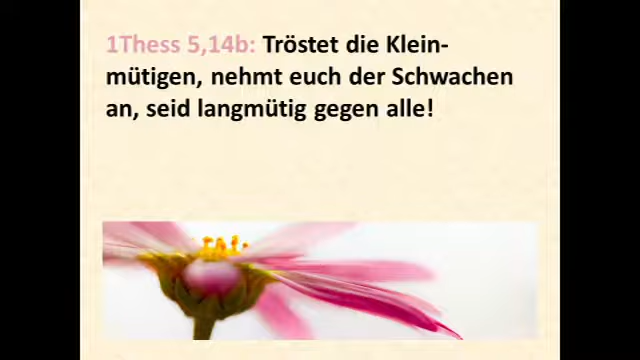 1Thess 5,14b: Tröstet die Klein-
mütigen, nehmt euch der Schwachen
an, seid langmütig gegen alle!